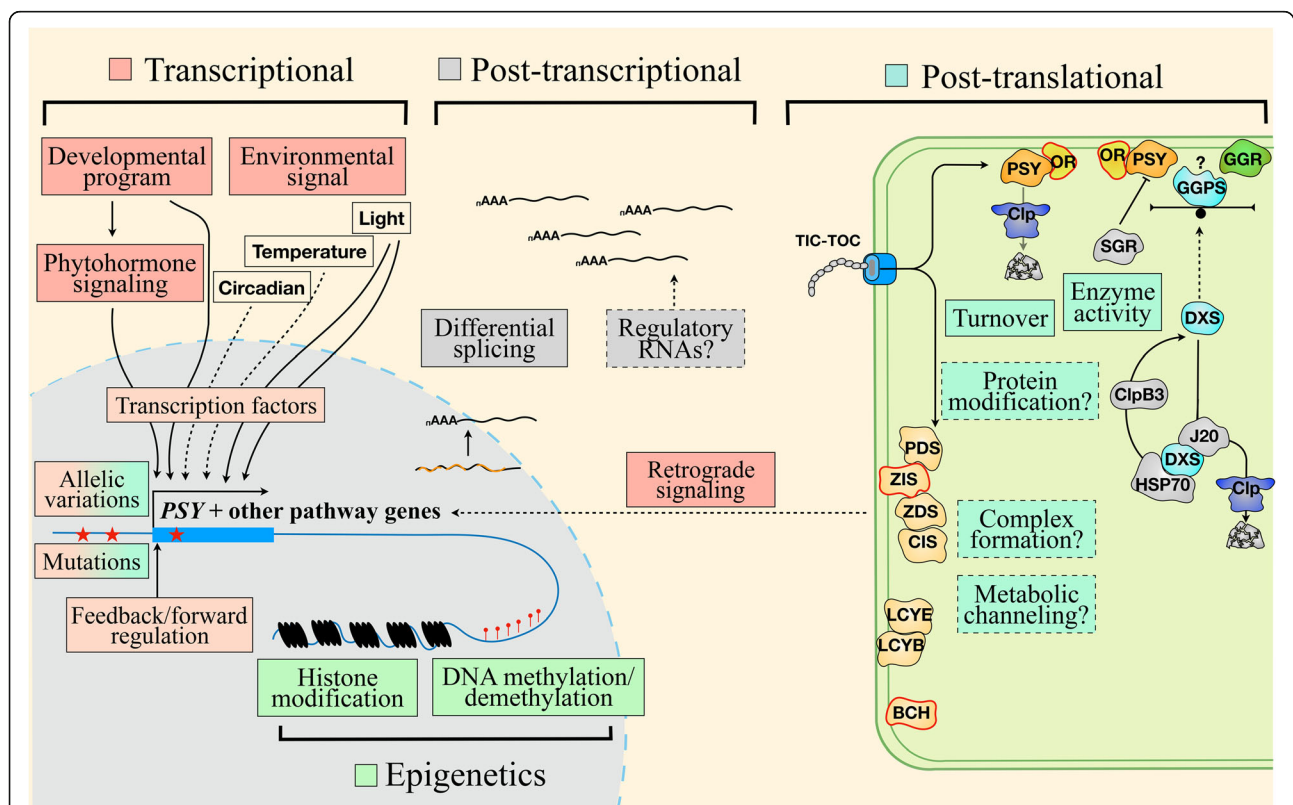 Transcriptional
Post-transcriptional
Post-translational
Developmental
program
Environmental
signal
Light
Temperature
Circadian
Phytohormone
signaling
Transcription factors
Allelic
variations
PSY + other pathway genes
Mutations
Feedback/forward
regulation
Histone
modification
DNA methylation/
demethylation
Epigenetics
nAAA
nAAA
nAAA
nAAA
Differential
splicing
Regulatory
RNAs?
nAAA
Retrograde
signaling
TIC-TOC
PSY
OR
OR
PSY
?
GGR
GGPS
Clp
SGR
Turnover
Enzyme
activity
DXS
Protein
modification?
ClpB3
J20
DXS
HSP70
Clp
PDS
ZIS
ZDS
CIS
Complex
formation?
Metabolic
channeling?
LCYE
LCYB
BCH